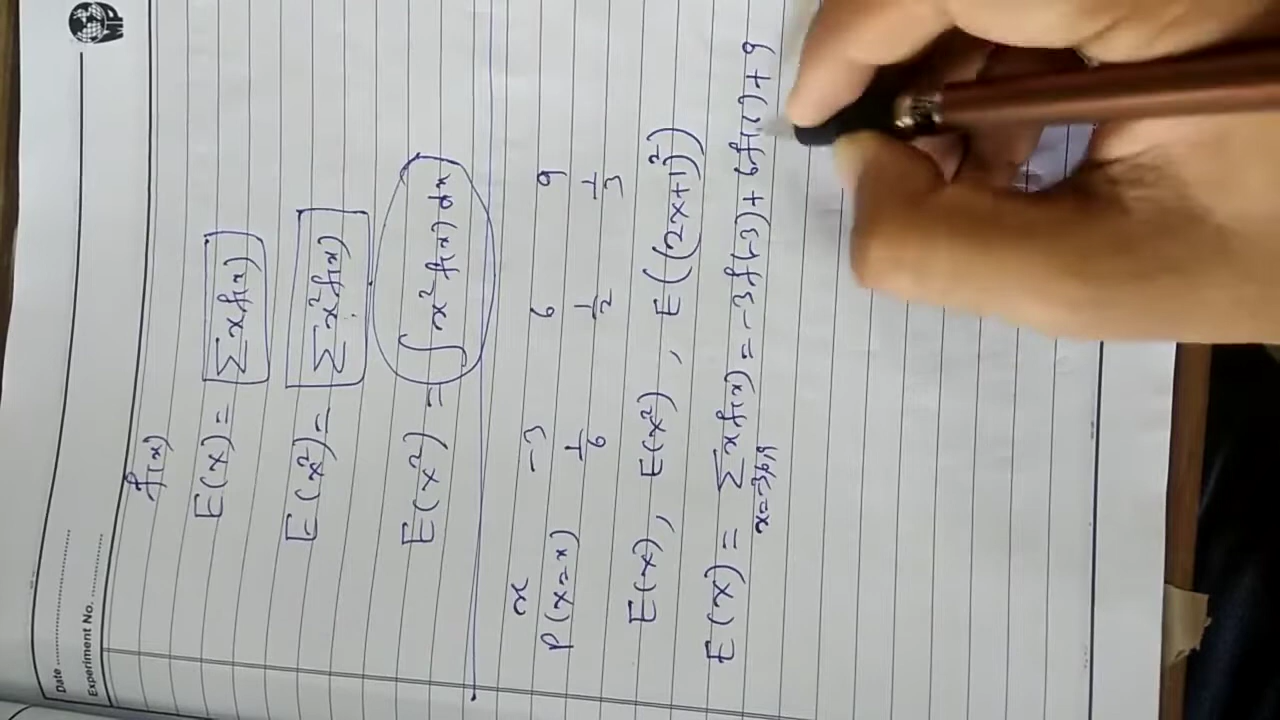 Date
Experiment No.
f(x)
E(X) = Σ x f(x)
E(X²) = Σ x² f(x)
E(X²) = ∫ x² f(x) dx
x -3 6 9
P(X=x) 1/6 1/2 1/3
E(X), E(X²), E((2X+1)²)
E(X) = Σ x f(x) = -3 f(-3) + 6 f(6) + 9
x=-3,6,9